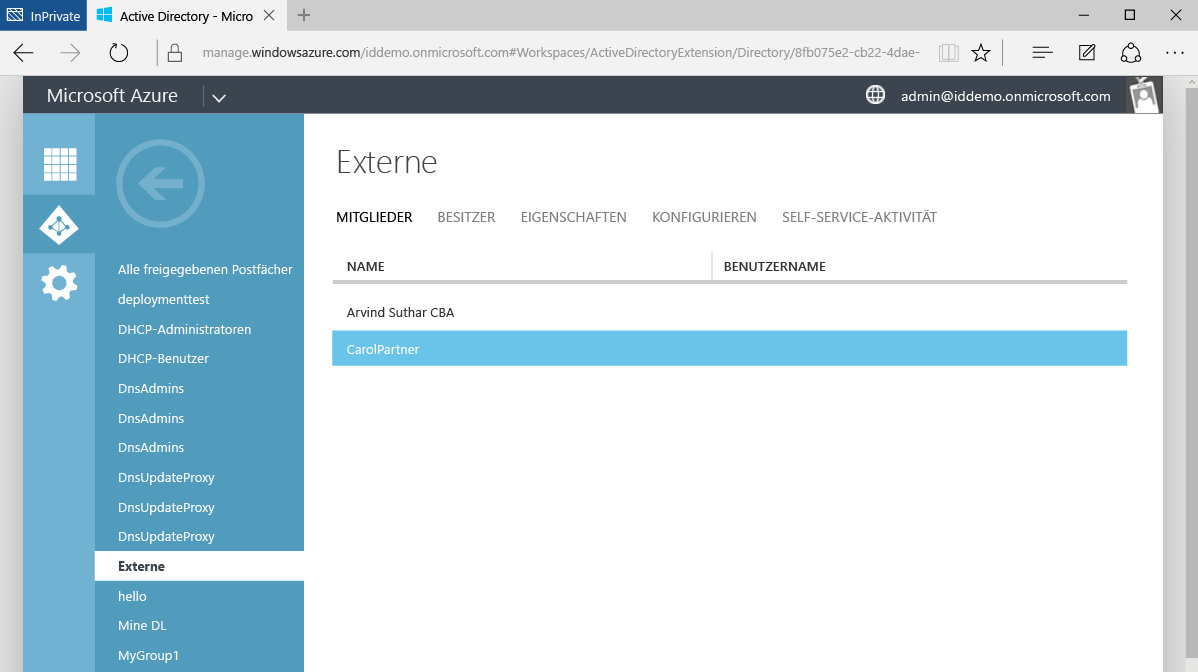 InPrivate
Active Directory - Micro
manage.windowsazure.com/iddemo.onmicrosoft.com#Workspaces/ActiveDirectoryExtension/Directory/8fb075e2-cb22-4dae-
Microsoft Azure
admin@iddemo.onmicrosoft.com
Alle freigegebenen Postfächer
deploymenttest
DHCP-Administratoren
DHCP-Benutzer
DnsAdmins
DnsAdmins
DnsAdmins
DnsUpdateProxy
DnsUpdateProxy
DnsUpdateProxy
Externe
hello
Mine DL
MyGroup1
Externe
MITGLIEDER BESITZER EIGENSCHAFTEN KONFIGURIEREN SELF-SERVICE-AKTIVITÄT
NAME BENUTZERNAME
Arvind Suthar CBA
CarolPartner